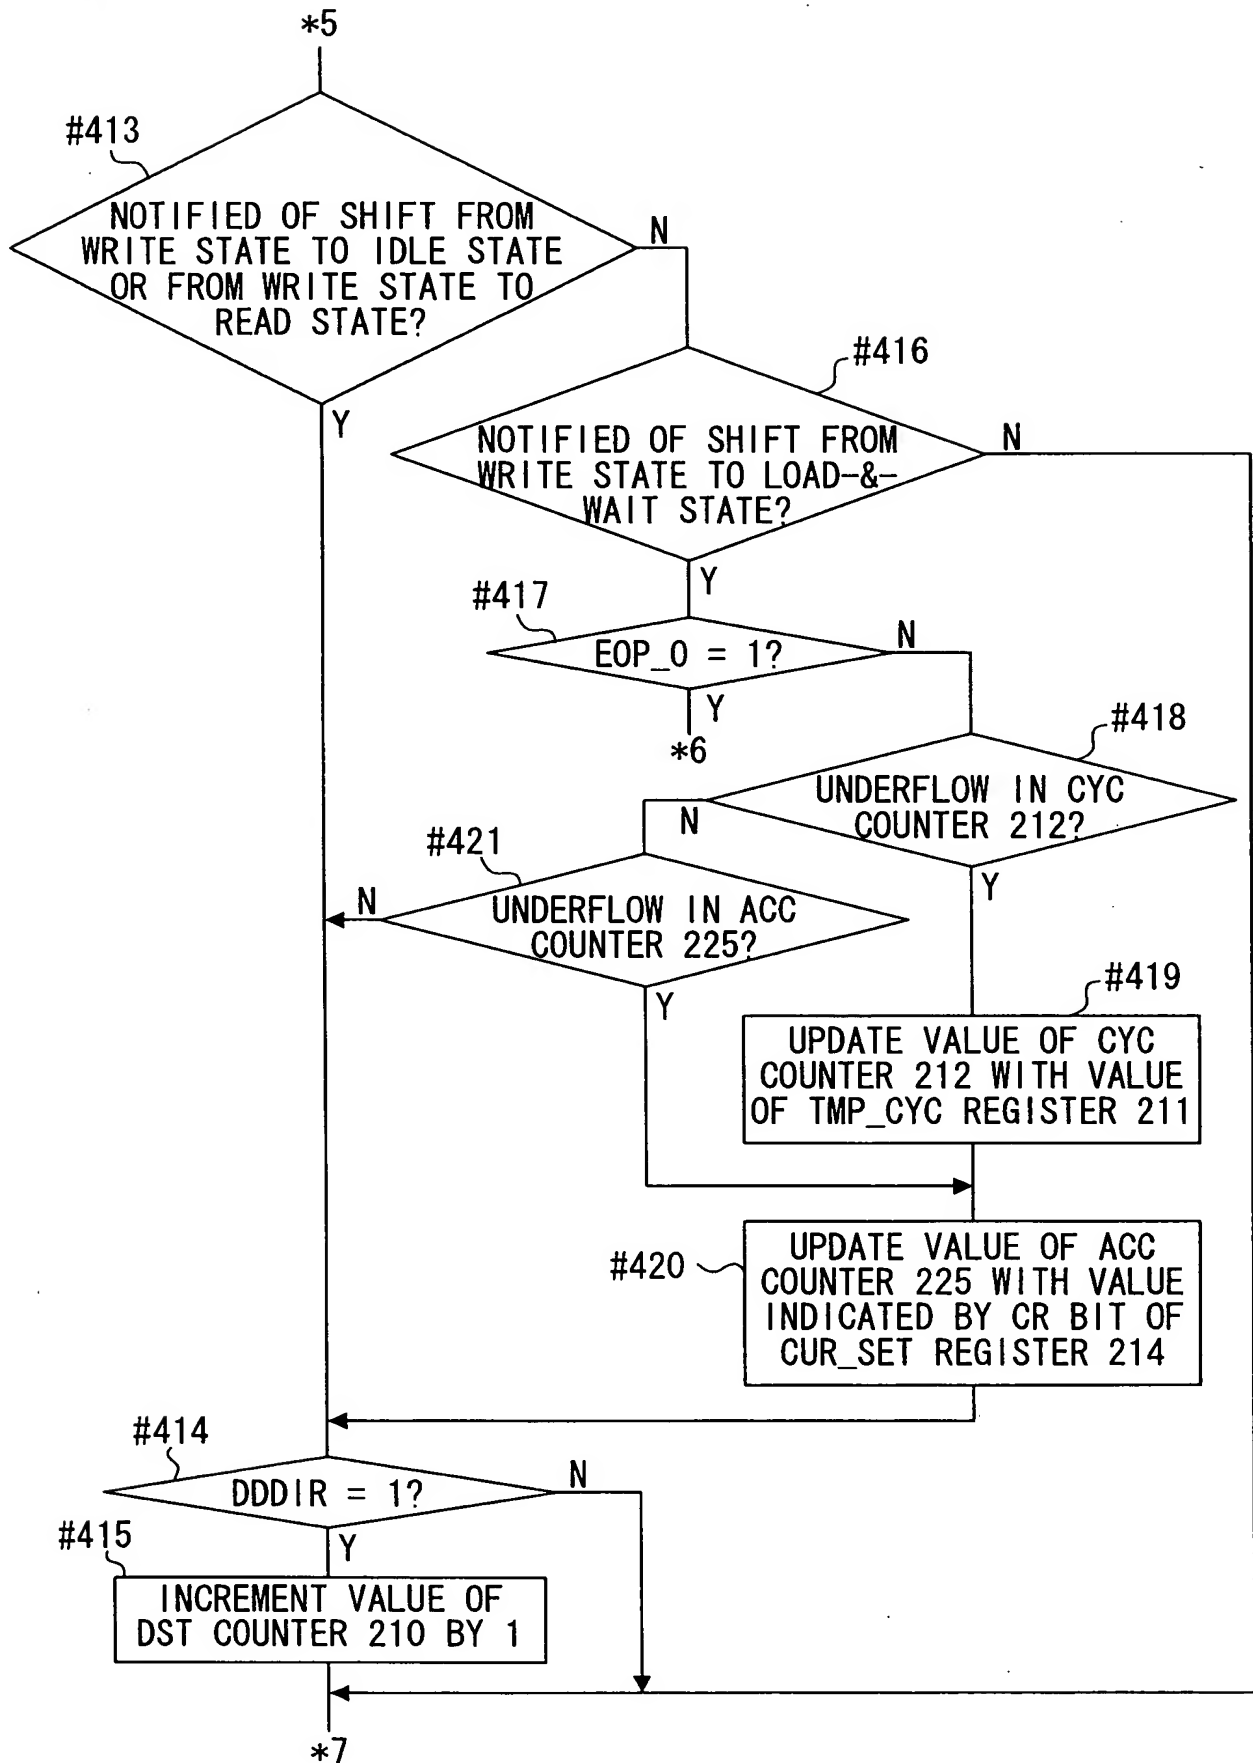 *5
#413
NOTIFIED OF SHIFT FROM
WRITE STATE TO IDLE STATE
OR FROM WRITE STATE TO
READ STATE?
N
Y
#416
NOTIFIED OF SHIFT FROM
WRITE STATE TO LOAD-&-
WAIT STATE?
N
Y
#417
EOP_0 = 1?
N
Y
*6
#418
UNDERFLOW IN CYC
COUNTER 212?
N
Y
#421
UNDERFLOW IN ACC
COUNTER 225?
N
Y
#419
UPDATE VALUE OF CYC
COUNTER 212 WITH VALUE
OF TMP_CYC REGISTER 211
#420
UPDATE VALUE OF ACC
COUNTER 225 WITH VALUE
INDICATED BY CR BIT OF
CUR_SET REGISTER 214
#414
DDDIR = 1?
N
Y
#415
INCREMENT VALUE OF
DST COUNTER 210 BY 1
*7